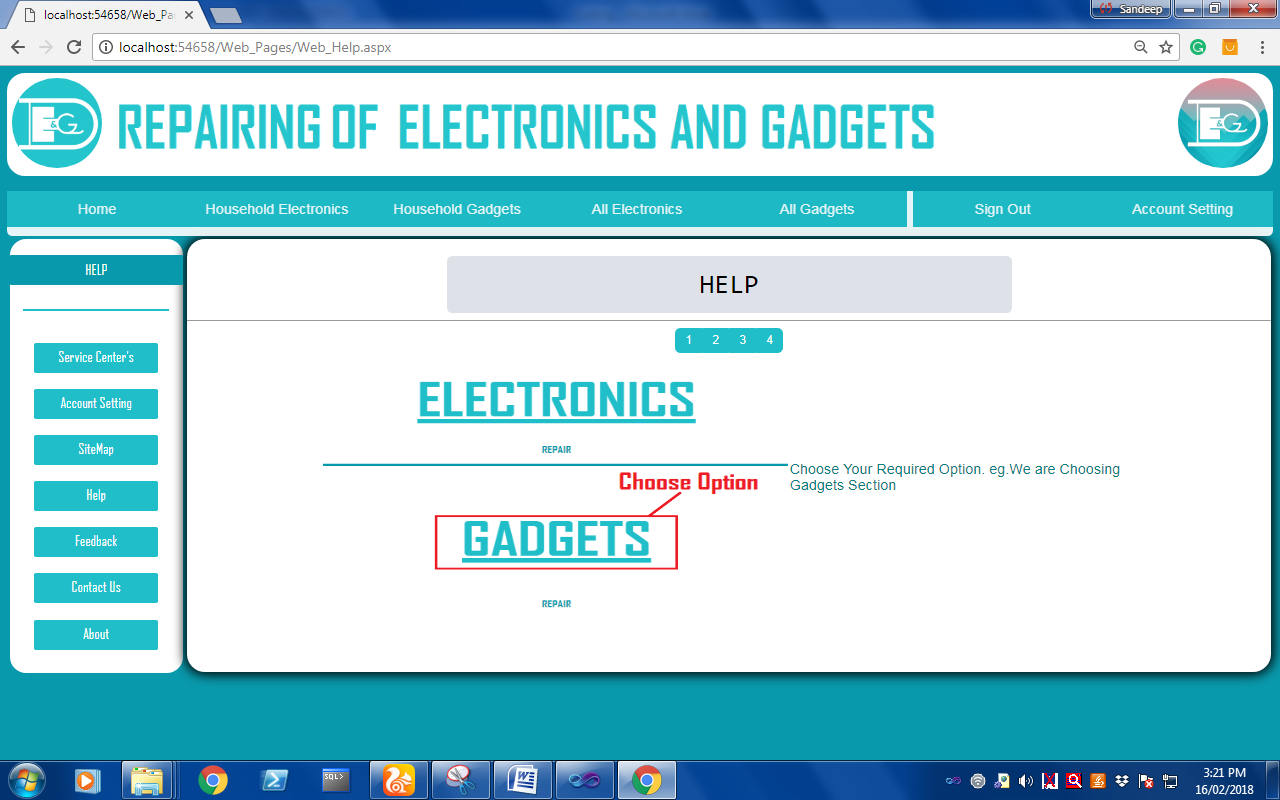 localhost:54658/Web_Pa
Sandeep
localhost:54658/Web_Pages/Web_Help.aspx
E&G
REPAIRING OF ELECTRONICS AND GADGETS
E&G
Home Household Electronics Household Gadgets All Electronics All Gadgets Sign Out Account Setting
HELP
Service Center's
Account Setting
SiteMap
Help
Feedback
Contact Us
About
HELP
1 2 3 4
ELECTRONICS
REPAIR
Choose Option
GADGETS
REPAIR
Choose Your Required Option. eg.We are Choosing
Gadgets Section
SQL>
3:21 PM
16/02/2018